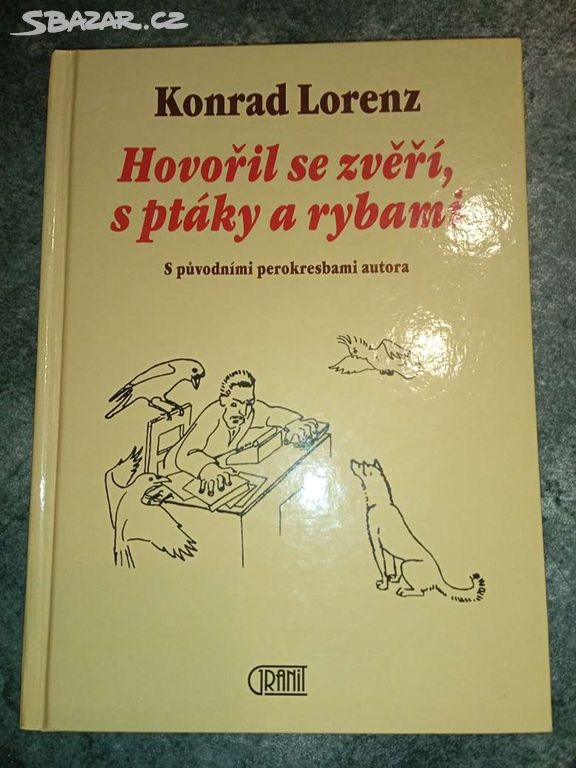 SBAZAR.CZ
Konrad Lorenz
Hovořil se zvěří,
s ptáky a rybami
S původními perokresbami autora
GRANIT